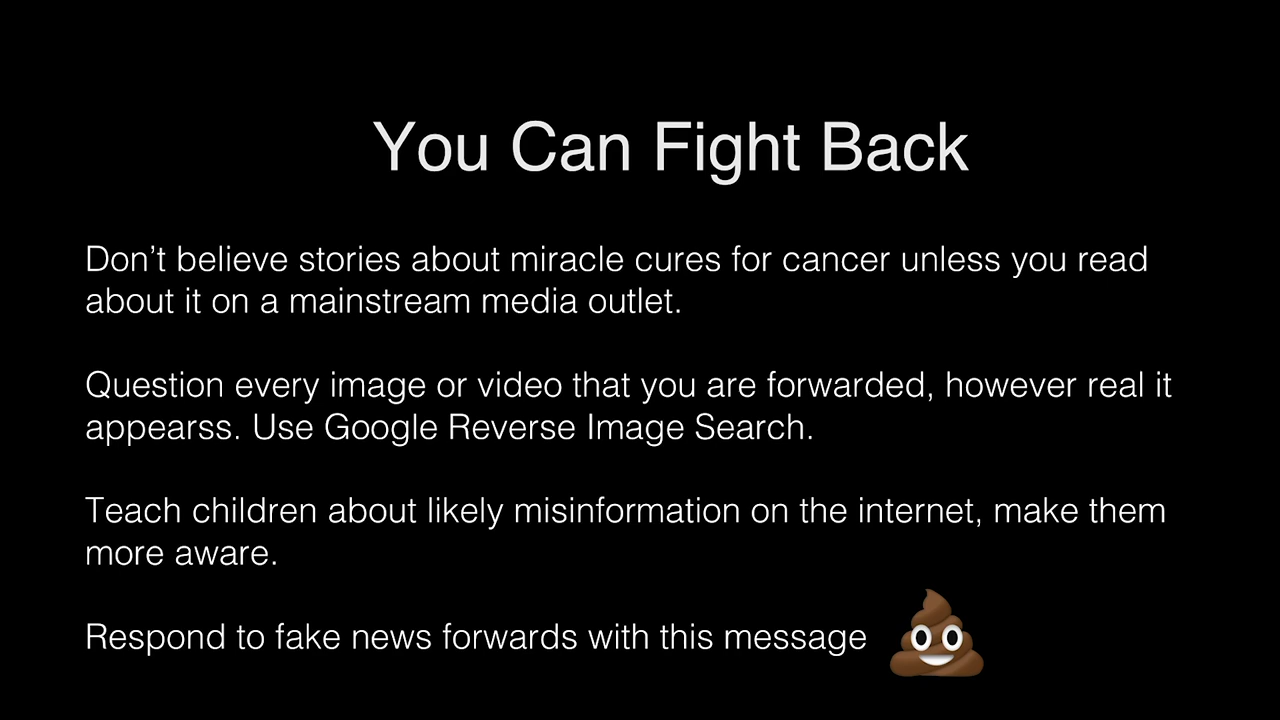 You Can Fight Back
Don’t believe stories about miracle cures for cancer unless you read
about it on a mainstream media outlet.
Question every image or video that you are forwarded, however real it
appearss. Use Google Reverse Image Search.
Teach children about likely misinformation on the internet, make them
more aware.
Respond to fake news forwards with this message